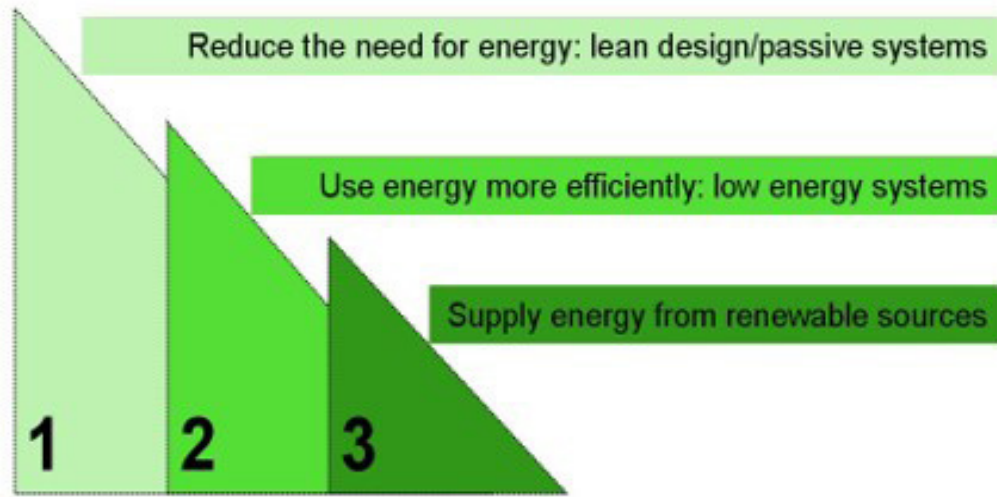 Reduce the need for energy: lean design/passive systems
Use energy more efficiently: low energy systems
Supply energy from renewable sources
1 2 3